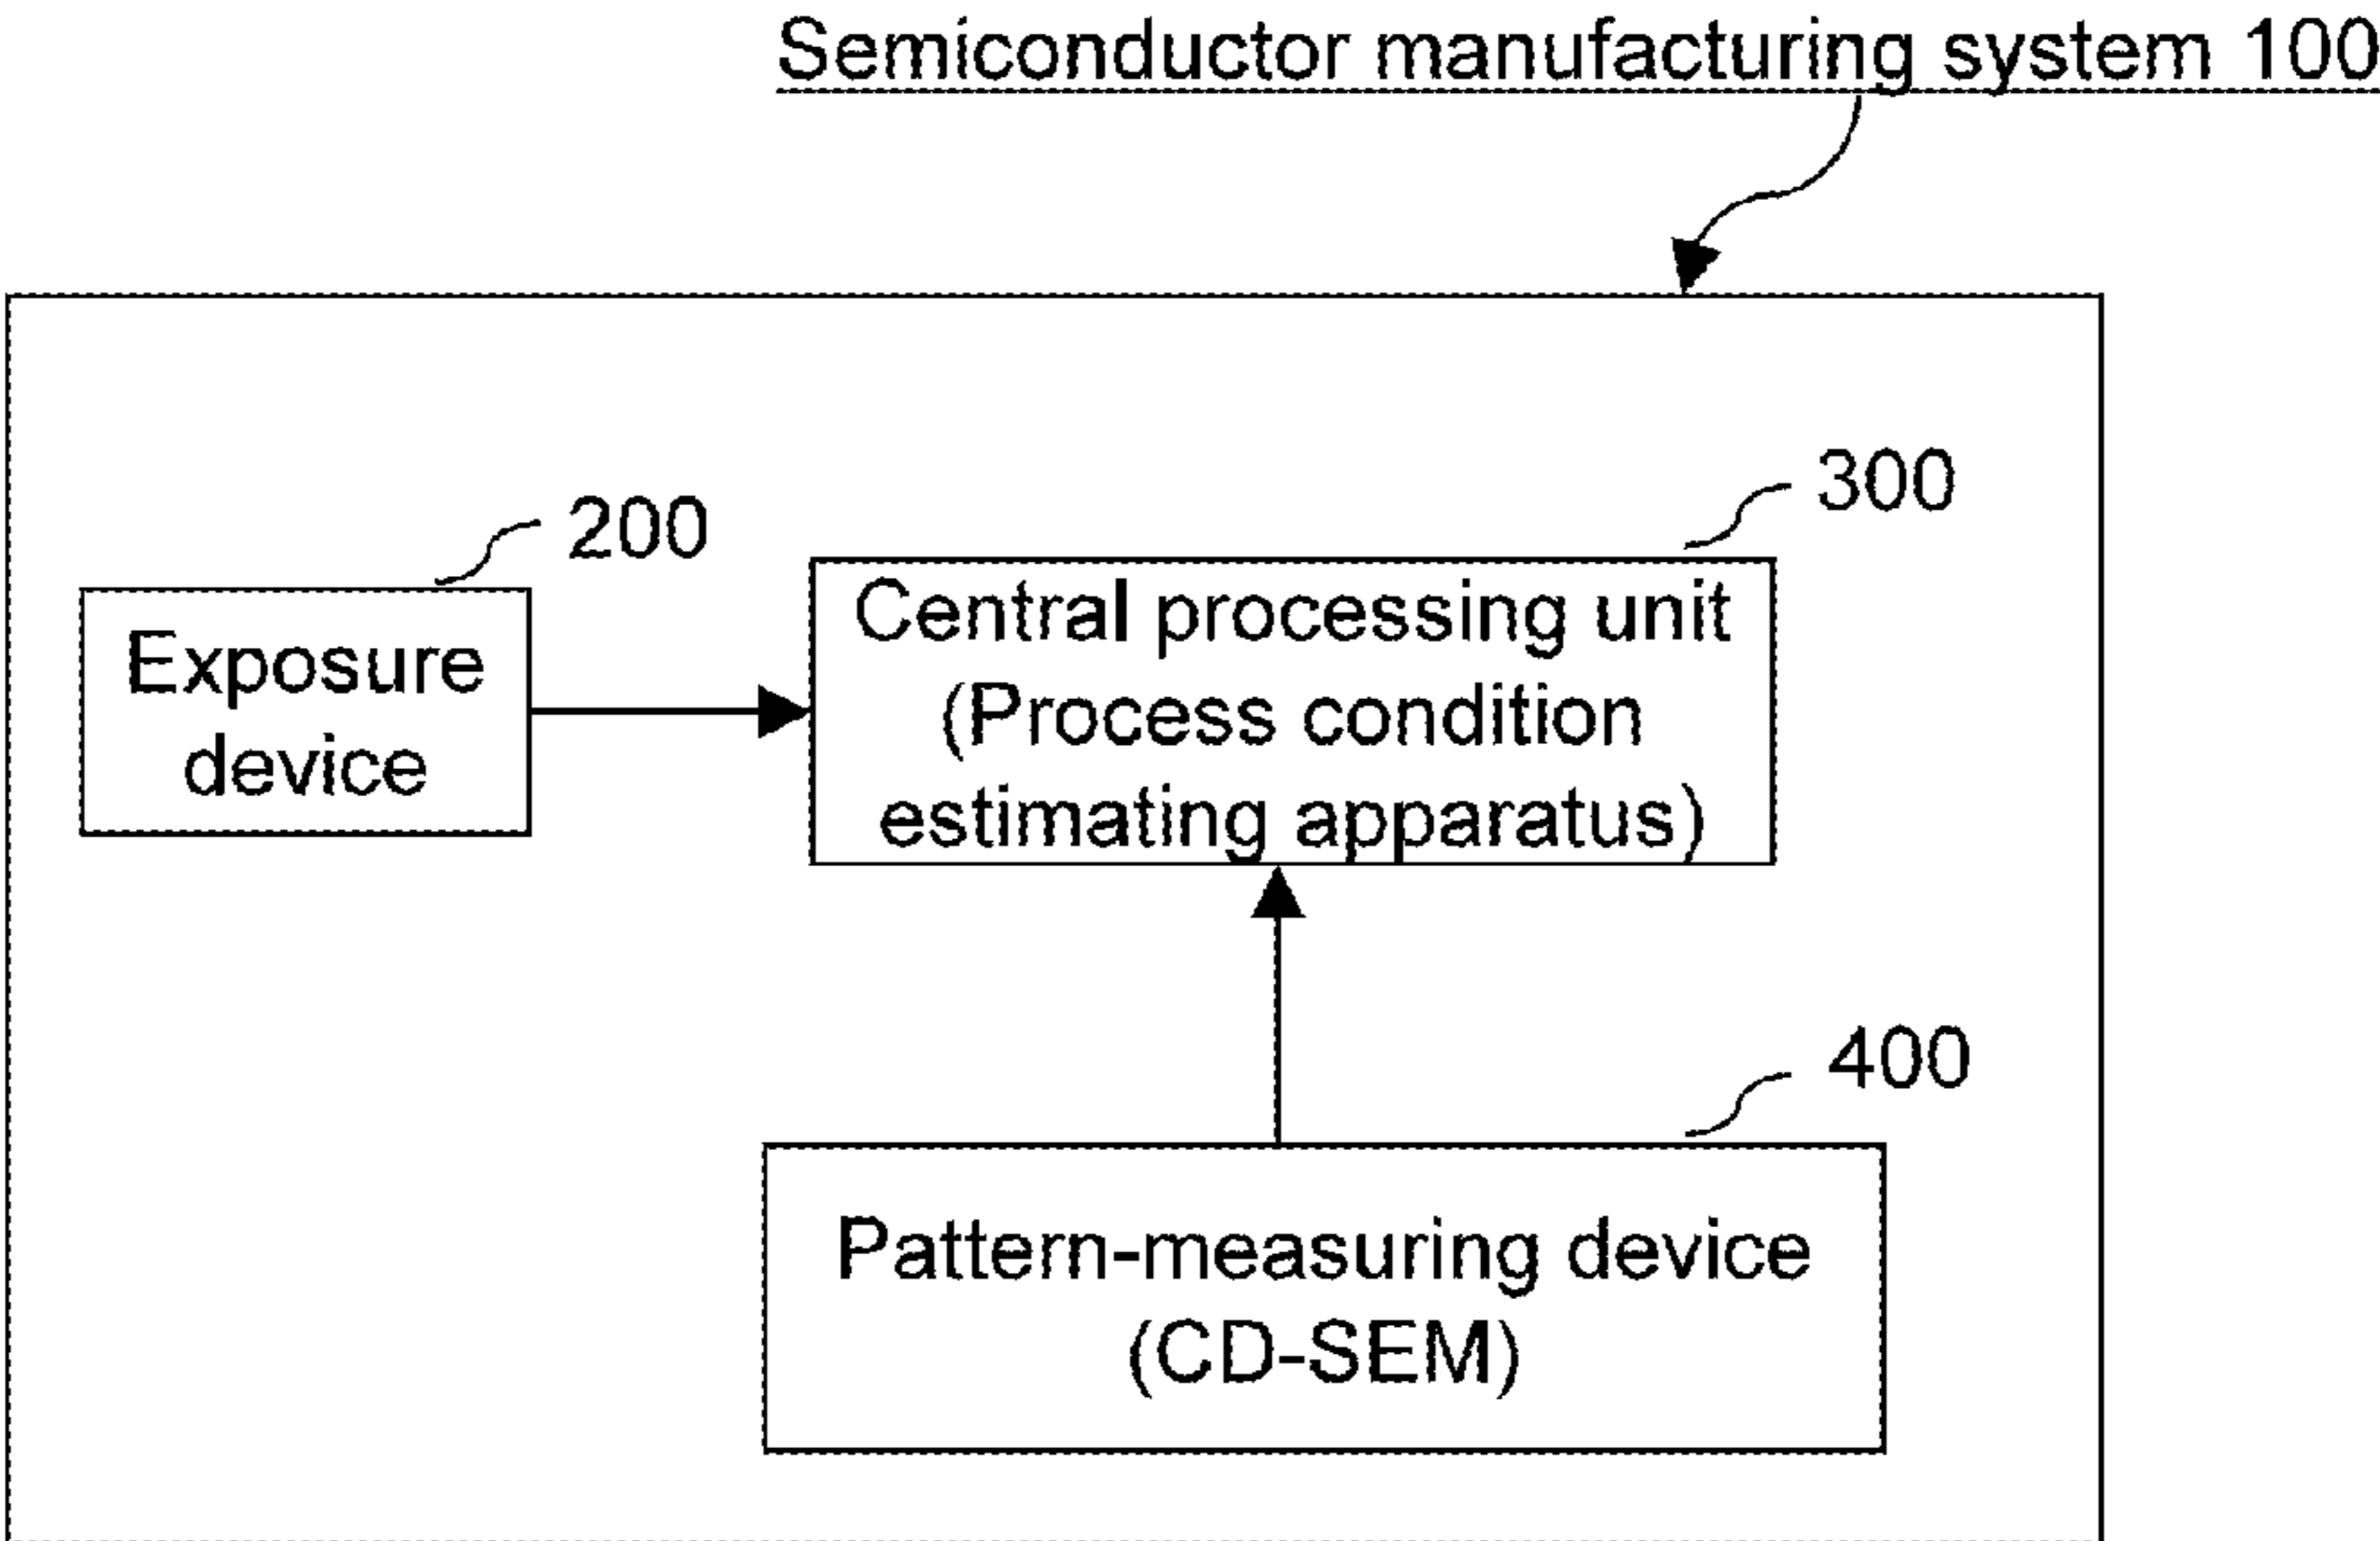 Semiconductor manufacturing system 100
300
200
Central processing unit
(Process condition
estimating apparatus)
Exposure
device
400
Pattern-measuring device
(CD-SEM)